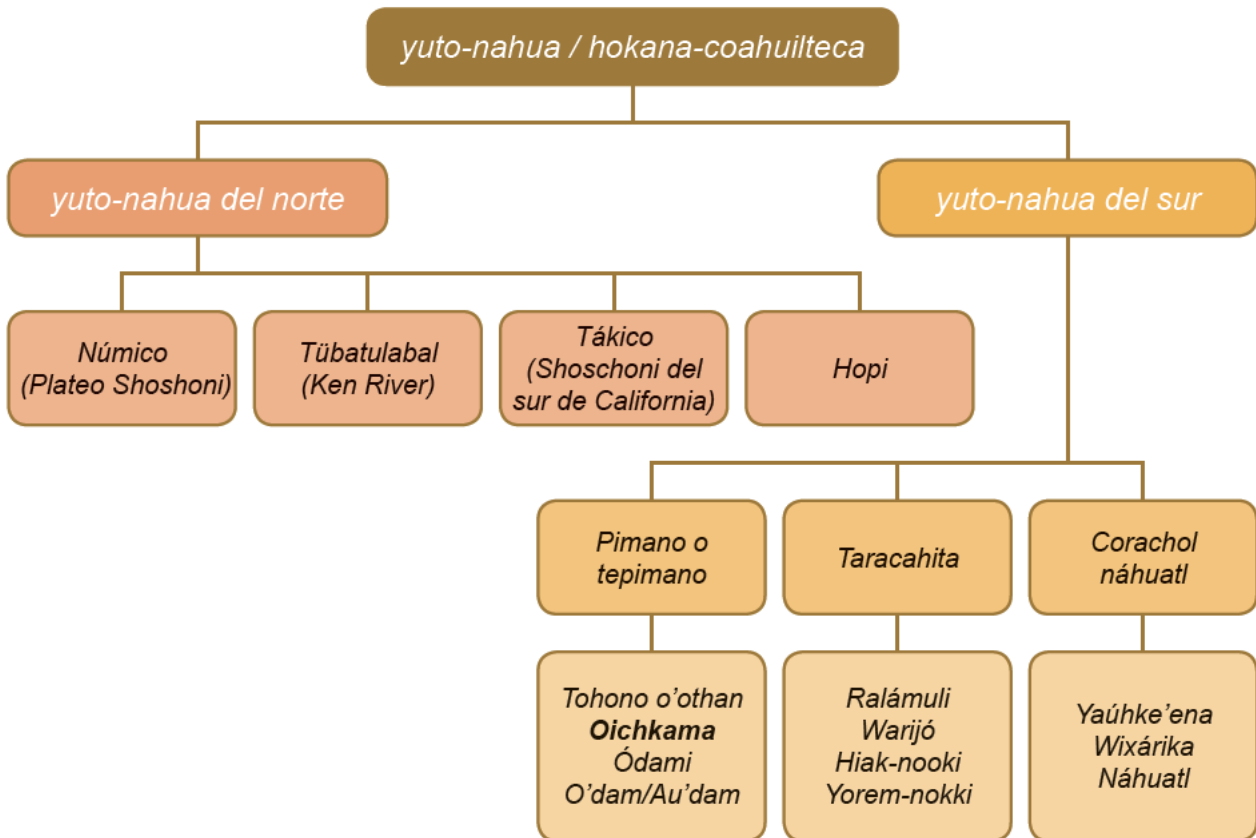 yuto-nahua / hokana-coahuilteca
yuto-nahua del norte
yuto-nahua del sur
Númico
(Plateo Shoshoni)
Tübatulabal
(Ken River)
Tákico
(Shoschoni del
sur de California)
Hopi
Pimano o
tepimano
Taracahita
Corachol
náhuatl
Tohono o’othan
Oichkama
Ódami
O’dam/Au’dam
Ralámuli
Warijó
Hiak-nooki
Yorem-nokki
Yaúhke’ena
Wixárika
Náhuatl